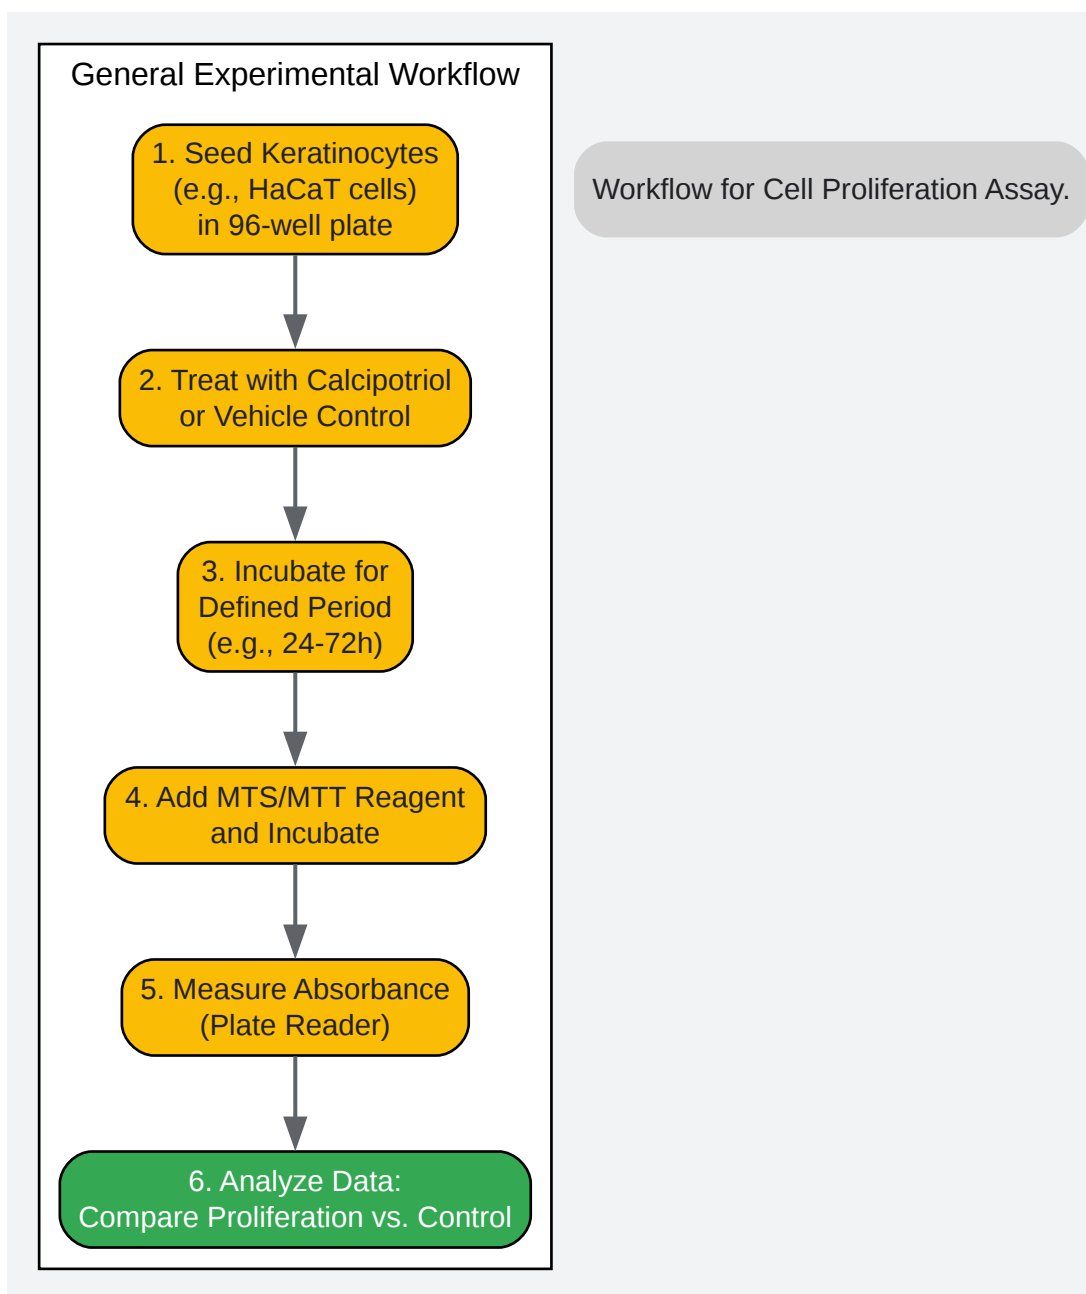 General Experimental Workflow
1. Seed Keratinocytes
(e.g., HaCaT cells)
in 96-well plate
Workflow for Cell Proliferation Assay.
2. Treat with Calcipotriol
or Vehicle Control
3. Incubate for
Defined Period
(e.g., 24-72h)
4. Add MTS/MTT Reagent
and Incubate
5. Measure Absorbance
(Plate Reader)
6. Analyze Data:
Compare Proliferation vs. Control